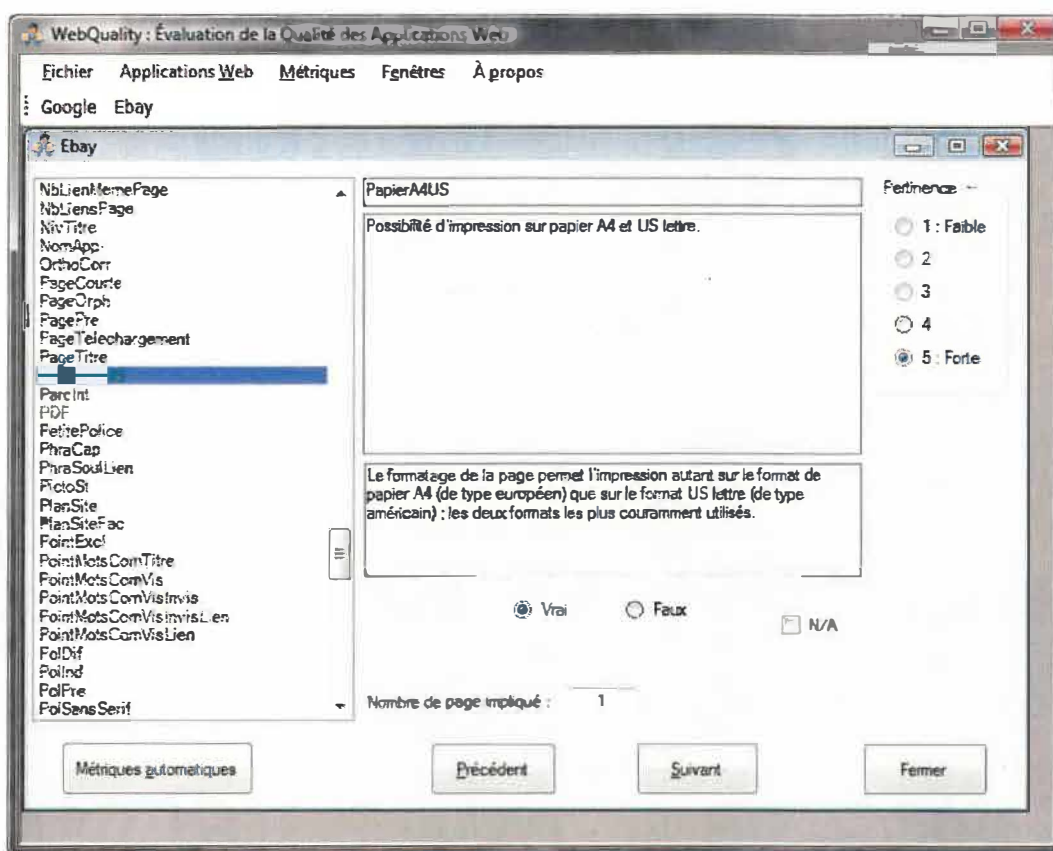 WebQuality : Évaluation de la Qualité des Applications Web
Fichier Applications Web Métriques Fenêtres À propos
Google Ebay
Ebay
NbLienMemePage
NbLiensPage
NivTitre
NomApp
OrthoCorr
PageCourte
PageOrph
PagePre
PageTelechargement
PageTitre
ParcInt
PDF
PetitePolice
PhraCap
PhraSoulLien
PictoSt
PlanSite
PlanSiteFac
PointExcl
PointMotsComTitre
PointMotsComVis
PointMotsComVisInvis
PointMotsComVisInvisLien
PointMotsComVisLien
PolDif
PolInd
PolPre
PolSansSerif
PapierA4US
Possibilité d'impression sur papier A4 et US lettre.
Le formatage de la page permet l'impression autant sur le format de
papier A4 (de type européen) que sur le format US lettre (de type
américain) ; les deux formats les plus couramment utilisés.
Vrai Faux N/A
Nombre de page impliqué : 1
Pertinence
1 : Faible
2
3
4
5 : Forte
Métriques automatiques Précédent Suivant Fermer